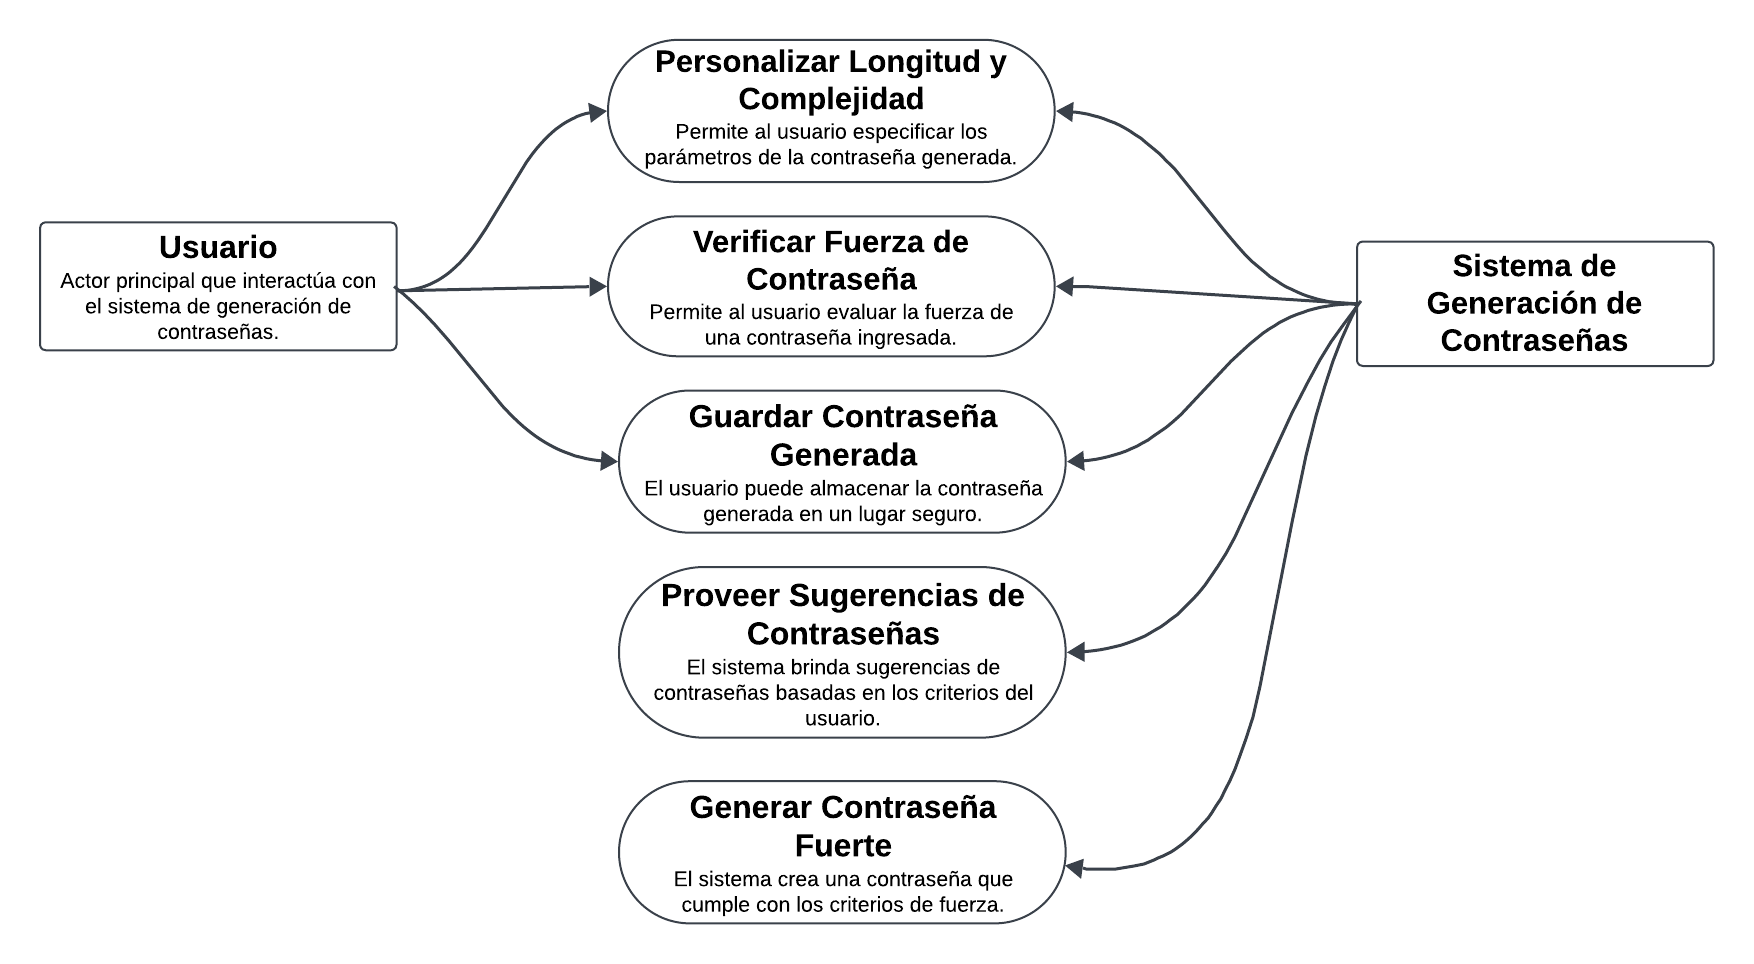 Personalizar Longitud y
Complejidad
Permite al usuario especificar los
parámetros de la contraseña generada.
Usuario
Actor principal que interactúa con
el sistema de generación de
contraseñas.
Verificar Fuerza de
Contraseña
Permite al usuario evaluar la fuerza de
una contraseña ingresada.
Sistema de
Generación de
Contraseñas
Guardar Contraseña
Generada
El usuario puede almacenar la contraseña
generada en un lugar seguro.
Proveer Sugerencias de
Contraseñas
El sistema brinda sugerencias de
contraseñas basadas en los criterios del
usuario.
Generar Contraseña
Fuerte
El sistema crea una contraseña que
cumple con los criterios de fuerza.